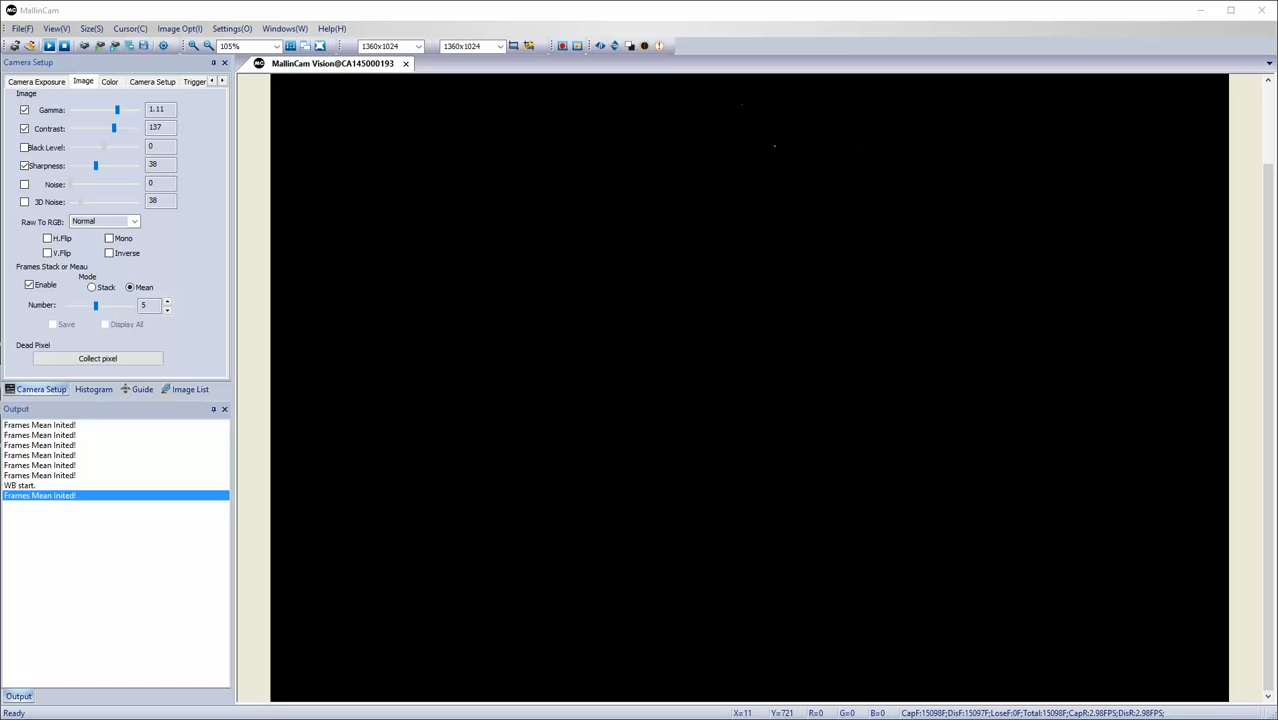 MallinCam
File(F) View(V) Size(S) Cursor(C) Image Opt(I) Settings(O) Windows(W) Help(H)
105% 1360x1024 1360x1024
Camera Setup
MC MallinCam Vision@CA145000193
Camera Exposure Image Color Camera Setup Trigger
Image
Gamma: 1.11
Contrast: 137
Black Level: 0
Sharpness: 38
Noise: 0
3D Noise: 38
Raw To RGB: Normal
H.Flip Mono
V.Flip Inverse
Frames Stack or Meau
Mode
Enable Stack Mean
Number: 5
Save Display All
Dead Pixel
Collect pixel
Camera Setup Histogram Guide Image List
Output
Frames Mean Inited!
Frames Mean Inited!
Frames Mean Inited!
Frames Mean Inited!
Frames Mean Inited!
Frames Mean Inited!
WB start.
Frames Mean Inited!
Output
Ready X=11 Y=721 R=0 G=0 B=0 CapF:15098F;DisF:15097F;LoseF:0F;Total:15098F;CapR:2.98FPS;DisR:2.98FPS;